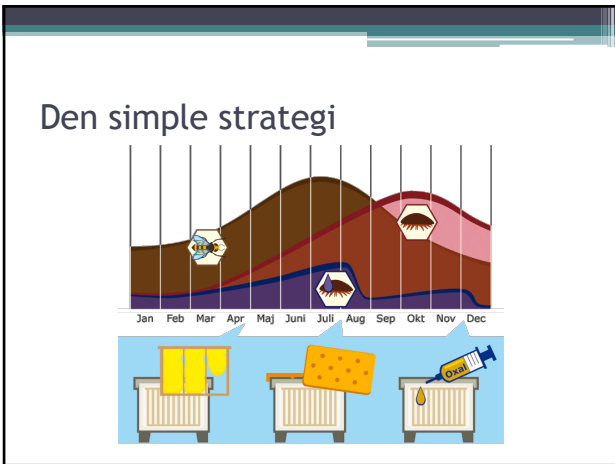 Den simple strategi
Jan Feb Mar Apr Maj Juni Juli Aug Sep Okt Nov Dec
Oxal